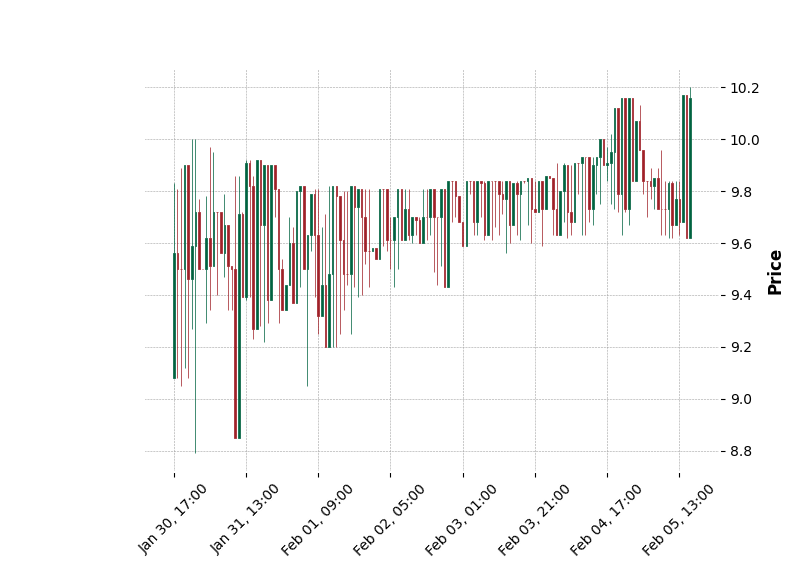 10.2
10.0
9.8
9.6
9.4
9.2
9.0
8.8
Price
Jan 30, 17:00
Jan 31, 13:00
Feb 01, 09:00
Feb 02, 05:00
Feb 03, 01:00
Feb 03, 21:00
Feb 04, 17:00
Feb 05, 13:00